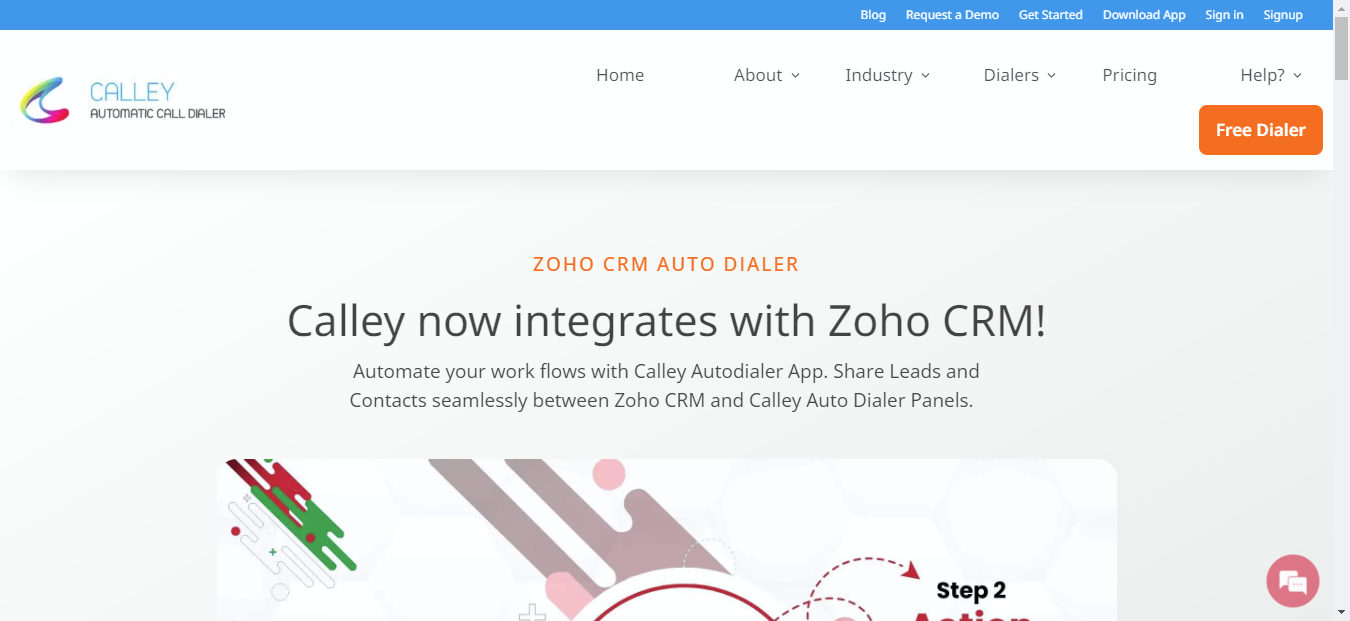 Blog Request a Demo Get Started Download App Sign in Signup
Home About Industry Dialers Pricing Help?
CALLEY
AUTOMATIC CALL DIALER
Free Dialer
ZOHO CRM AUTO DIALER
Calley now integrates with Zoho CRM!
Automate your work flows with Calley Autodialer App. Share Leads and
Contacts seamlessly between Zoho CRM and Calley Auto Dialer Panels.
Step 2
Action